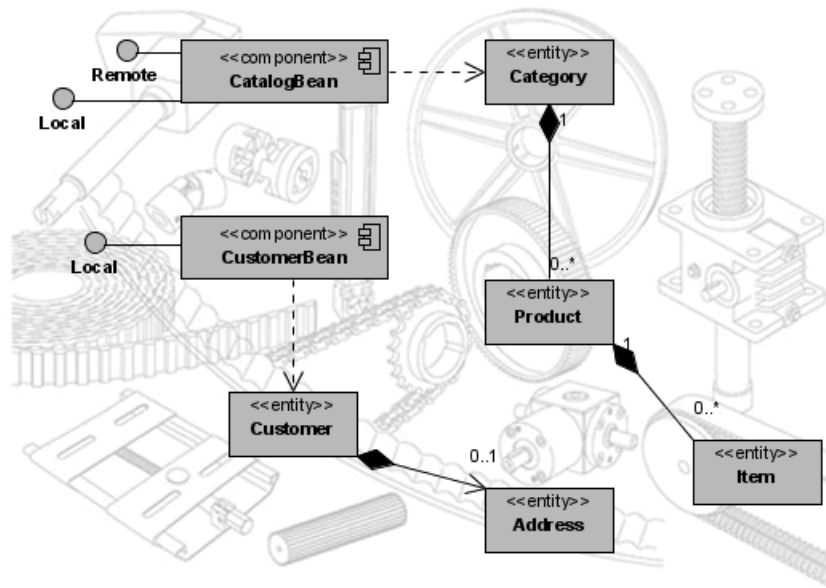 <<component>>
CatalogBean
Remote
Local
<<entity>>
Category
1
0..*
<<component>>
CustomerBean
Local
<<entity>>
Product
1
0..*
<<entity>>
Customer
0..1
<<entity>>
Item
<<entity>>
Address